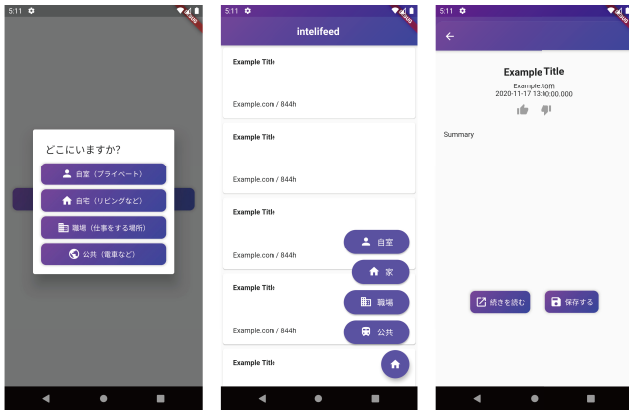 5:11
DEBUG
どこにいますか?
自室（プライベート）
自宅（リビングなど）
職場（仕事をする場所）
公共（電車など）
5:11
DEBUG
intelifeed
Example Title
Example.com / 844h
Example Title
Example.com / 844h
Example Title
Example.com / 844h
自室
家
Example Title
職場
Example.com / 844h
公共
Example Title
5:11
DEBUG
Example Title
Example.com
2020-11-17 13:00:00.000
Summary
続きを読む
保存する